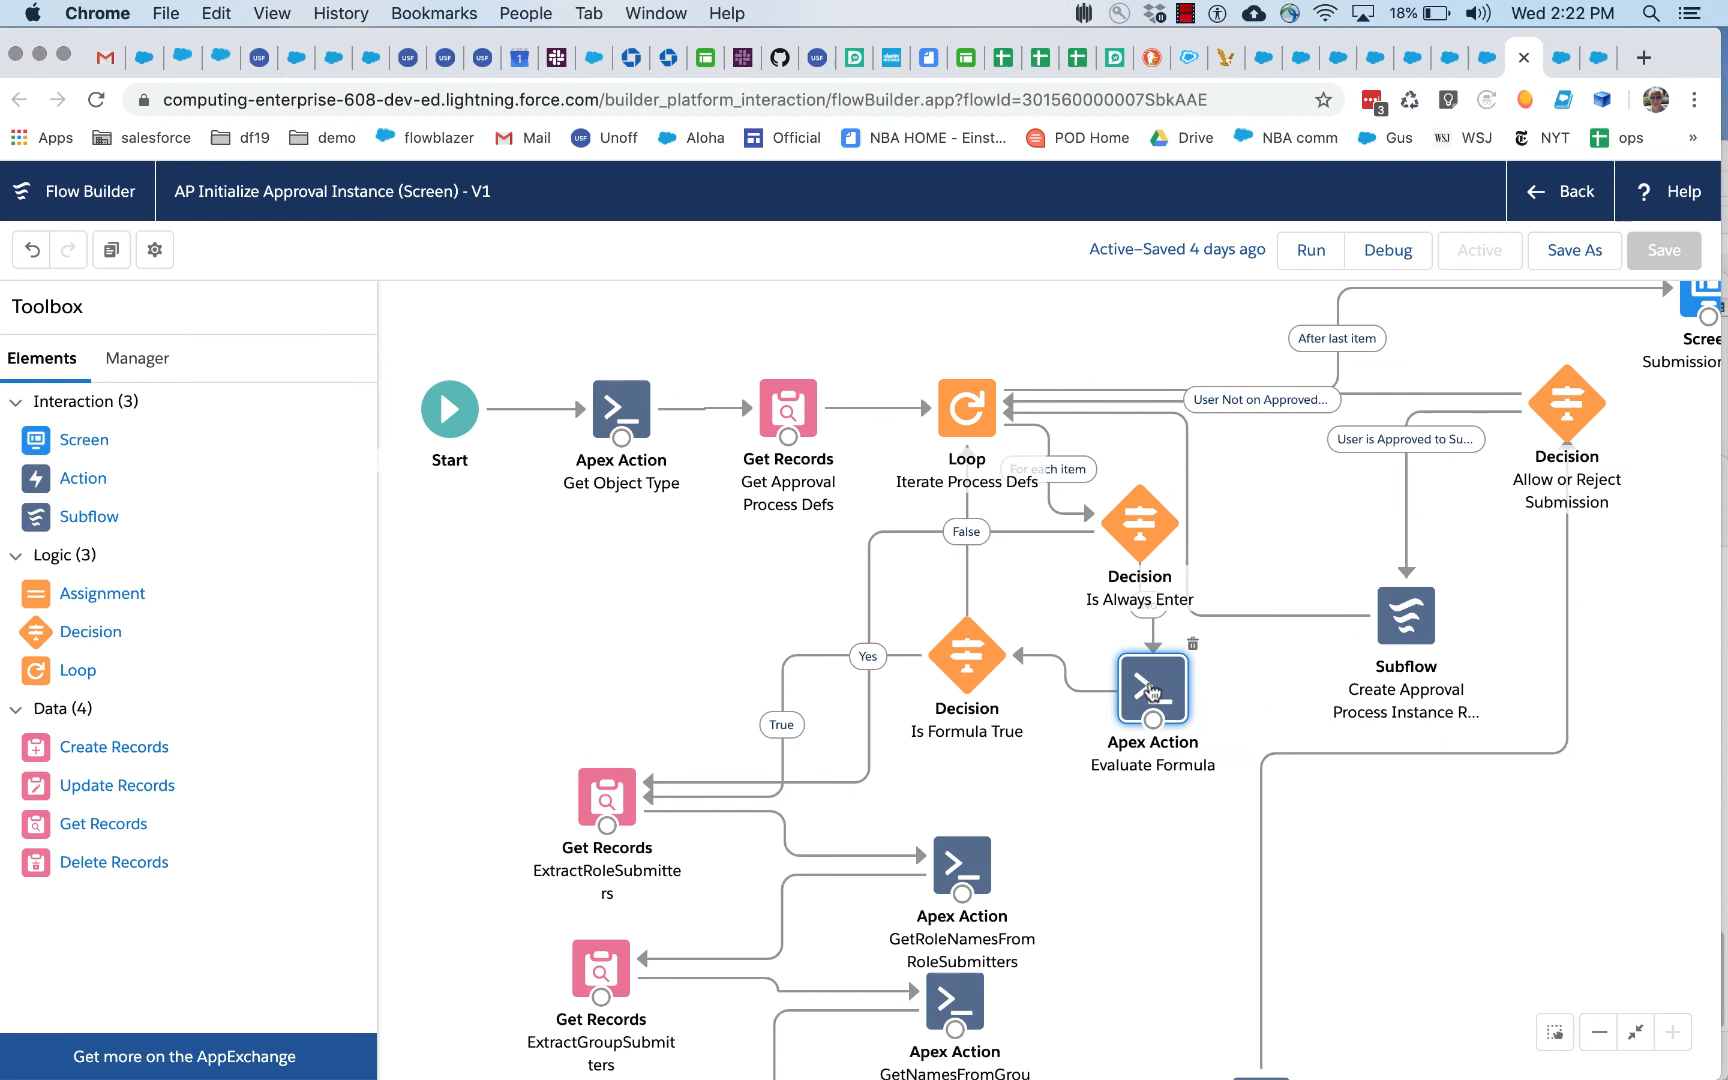 Chrome File Edit View History Bookmarks People Tab Window Help 18% Wed 2:22 PM
computing-enterprise-608-dev-ed.lightning.force.com/builder_platform_interaction/flowBuilder.app?flowId=301560000007SbkAAE 3
Apps salesforce df19 demo flowblazer Mail Unoff Aloha Official NBA HOME - Einst... POD Home Drive NBA comm Gus WSJ WSJ NYT ops »
Flow Builder AP Initialize Approval Instance (Screen) - V1 Back ? Help
Active–Saved 4 days ago Run Debug Active Save As Save
Toolbox
Elements Manager
Interaction (3)
Screen
Action
Subflow
Logic (3)
Assignment
Decision
Loop
Data (4)
Create Records
Update Records
Get Records
Delete Records
Get more on the AppExchange
Start
Apex Action
Get Object Type
Get Records
Get Approval
Process Defs
Loop
Iterate Process Defs
For each item
After last item
User Not on Approved...
User is Approved to Su...
Scree
Submission
Decision
Allow or Reject
Submission
False
Decision
Is Always Enter
No
Yes
True
Decision
Is Formula True
Apex Action
Evaluate Formula
Subflow
Create Approval
Process Instance R...
Get Records
ExtractRoleSubmitte
rs
Apex Action
GetRoleNamesFrom
RoleSubmitters
Get Records
ExtractGroupSubmit
ters
Apex Action
GetNamesFromGrou